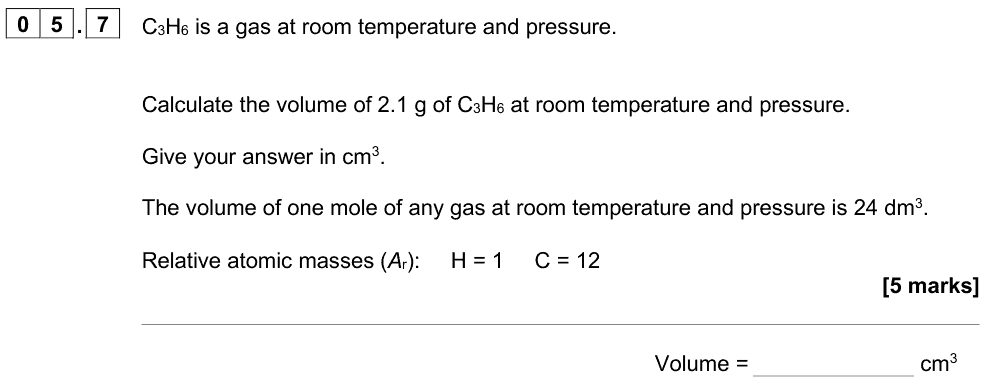 0 5 . 7 C₃H₆ is a gas at room temperature and pressure.
Calculate the volume of 2.1 g of C₃H₆ at room temperature and pressure.
Give your answer in cm³.
The volume of one mole of any gas at room temperature and pressure is 24 dm³.
Relative atomic masses (Aᵣ): H = 1 C = 12
[5 marks]
Volume = cm³